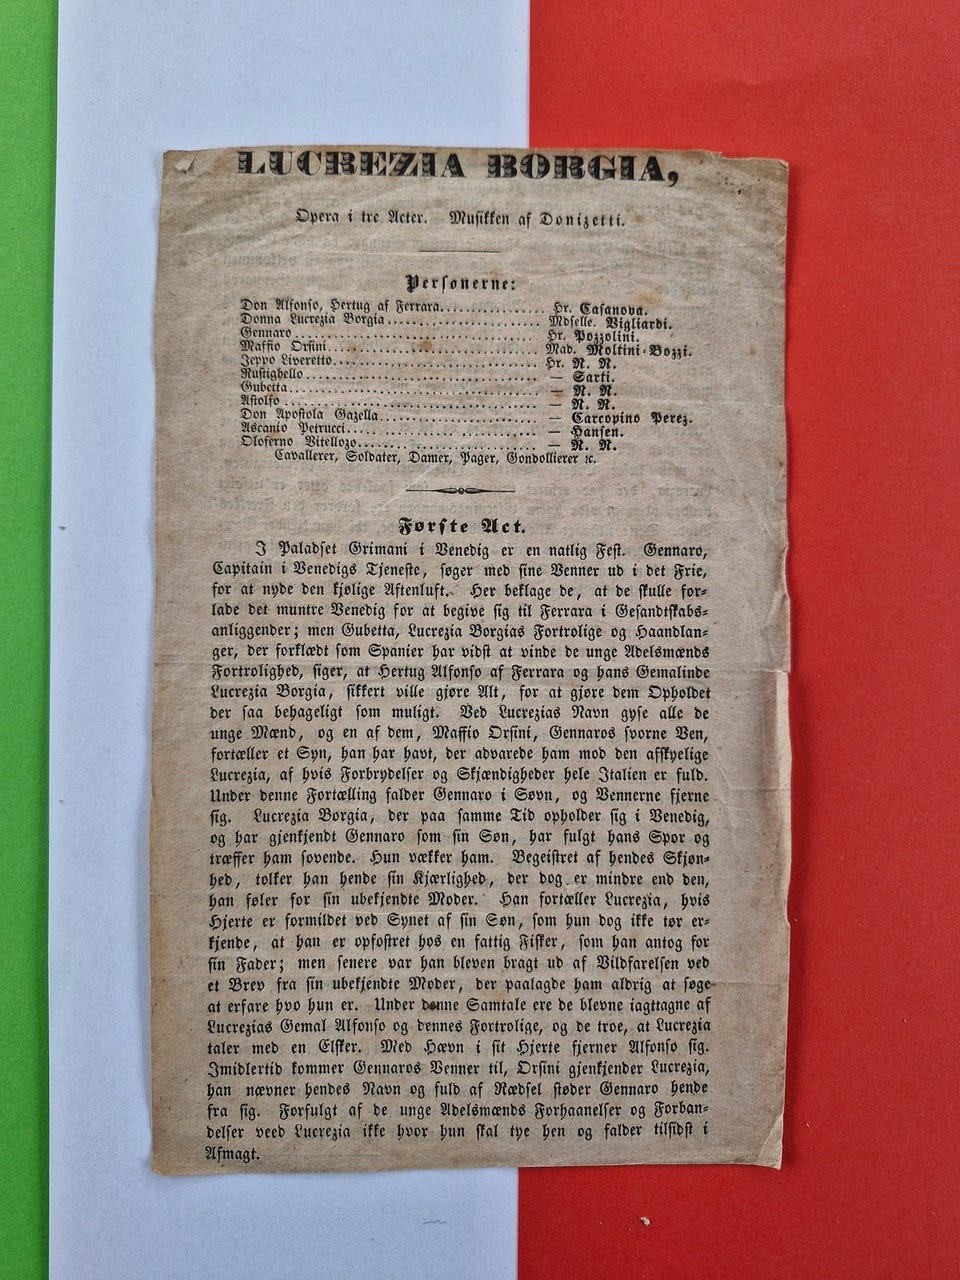 LUCREZIA BORGIA,
Opera i tre Acter. Musikken af Donizetti.
Personerne:
Don Alfonso, Hertug af Ferrara................ Hr. Casanova.
Donna Lucrezia Borgia....................... Mdselle. Vigliardi.
Gennaro.................................... Hr. Pozzolini.
Maffio Orsini............................... Mad. Moltini-Bozzi.
Jeppo Liveretto.............................. Hr. N. N.
Rustighello.................................. — Sarti.
Gubetta..................................... — N. N.
Astolfo ..................................... — N. N.
Don Apostola Gazella........................ — Carcopino Perez.
Ascanio Petrucci............................ — Hansen.
Oloferno Vitellozo........................... — N. N.
Cavallerer, Soldater, Damer, Pager, Gondollierer ꝛc.
Første Act.
I Paladset Grimani i Venedig er en natlig Fest. Gennaro,
Capitain i Venedigs Tjeneste, søger med sine Venner ud i det Frie,
for at nyde den kjølige Aftenluft. Her beklage de, at de skulle for-
lade det muntre Venedig for at begive sig til Ferrara i Gesandtskabs-
anliggender; men Gubetta, Lucrezia Borgias Fortrolige og Haandlan-
ger, der forklædt som Spanier har vidst at vinde de unge Adelsmænds
Fortrolighed, siger, at Hertug Alfonso af Ferrara og hans Gemalinde
Lucrezia Borgia, sikkert ville gjøre Alt, for at gjøre dem Opholdet
der saa behageligt som muligt. Ved Lucrezias Navn gyse alle de
unge Mænd, og en af dem, Maffio Orsini, Gennaros svorne Ven,
fortæller et Syn, han har havt, der advarede ham mod den afskyelige
Lucrezia, af hvis Forbrydelser og Skjændigheder hele Italien er fuld.
Under denne Fortælling falder Gennaro i Søvn, og Vennerne fjerne
sig. Lucrezia Borgia, der paa samme Tid opholder sig i Venedig,
og har gjenkjendt Gennaro som sin Søn, har fulgt hans Spor og
træffer ham sovende. Hun vækker ham. Begeistret af hendes Skjøn-
hed, tolker han hende sin Kjærlighed, der dog er mindre end den,
han føler for sin ubekjendte Moder. Han fortæller Lucrezia, hvis
Hjerte er formildet ved Synet af sin Søn, som hun dog ikke tør er-
kjende, at han er opfostret hos en fattig Fisker, som han antog for
sin Fader; men senere var han bleven bragt ud af Vildfarelsen ved
et Brev fra sin ubekjendte Moder, der paalagde ham aldrig at søge
at erfare hvo hun er. Under denne Samtale ere de blevne iagttagne af
Lucrezias Gemal Alfonso og dennes Fortrolige, og de troe, at Lucrezia
taler med en Elsker. Med Hævn i sit Hjerte fjerner Alfonso sig.
Imidlertid kommer Gennaros Venner til, Orsini gjenkjender Lucrezia,
han nævner hendes Navn og fuld af Rædsel støder Gennaro hende
fra sig. Forfulgt af de unge Adelsmænds Forhaanelser og Forban-
delser veed Lucrezia ikke hvor hun skal tye hen og falder tilsidst i
Afmagt.